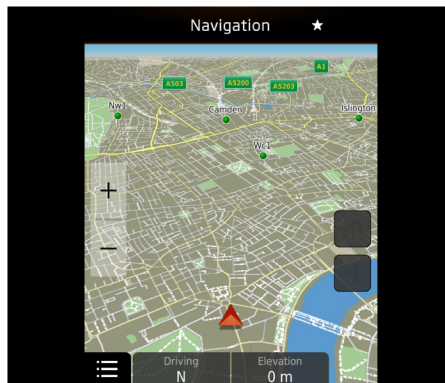 Navigation
A1
A503
A5200
A5203
Nw1
Camden
Islington
Wc1
+
−
Driving
Elevation
N
0 m